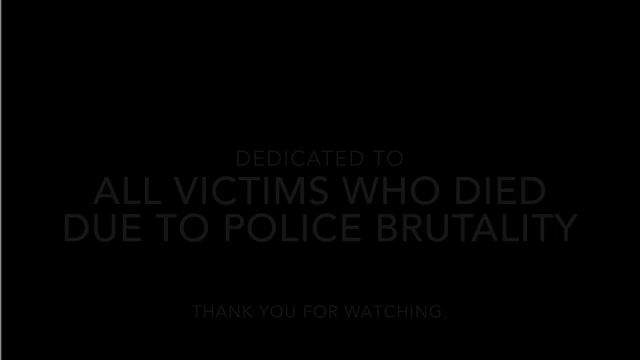 DEDICATED TO
ALL VICTIMS WHO DIED
DUE TO POLICE BRUTALITY
THANK YOU FOR WATCHING.